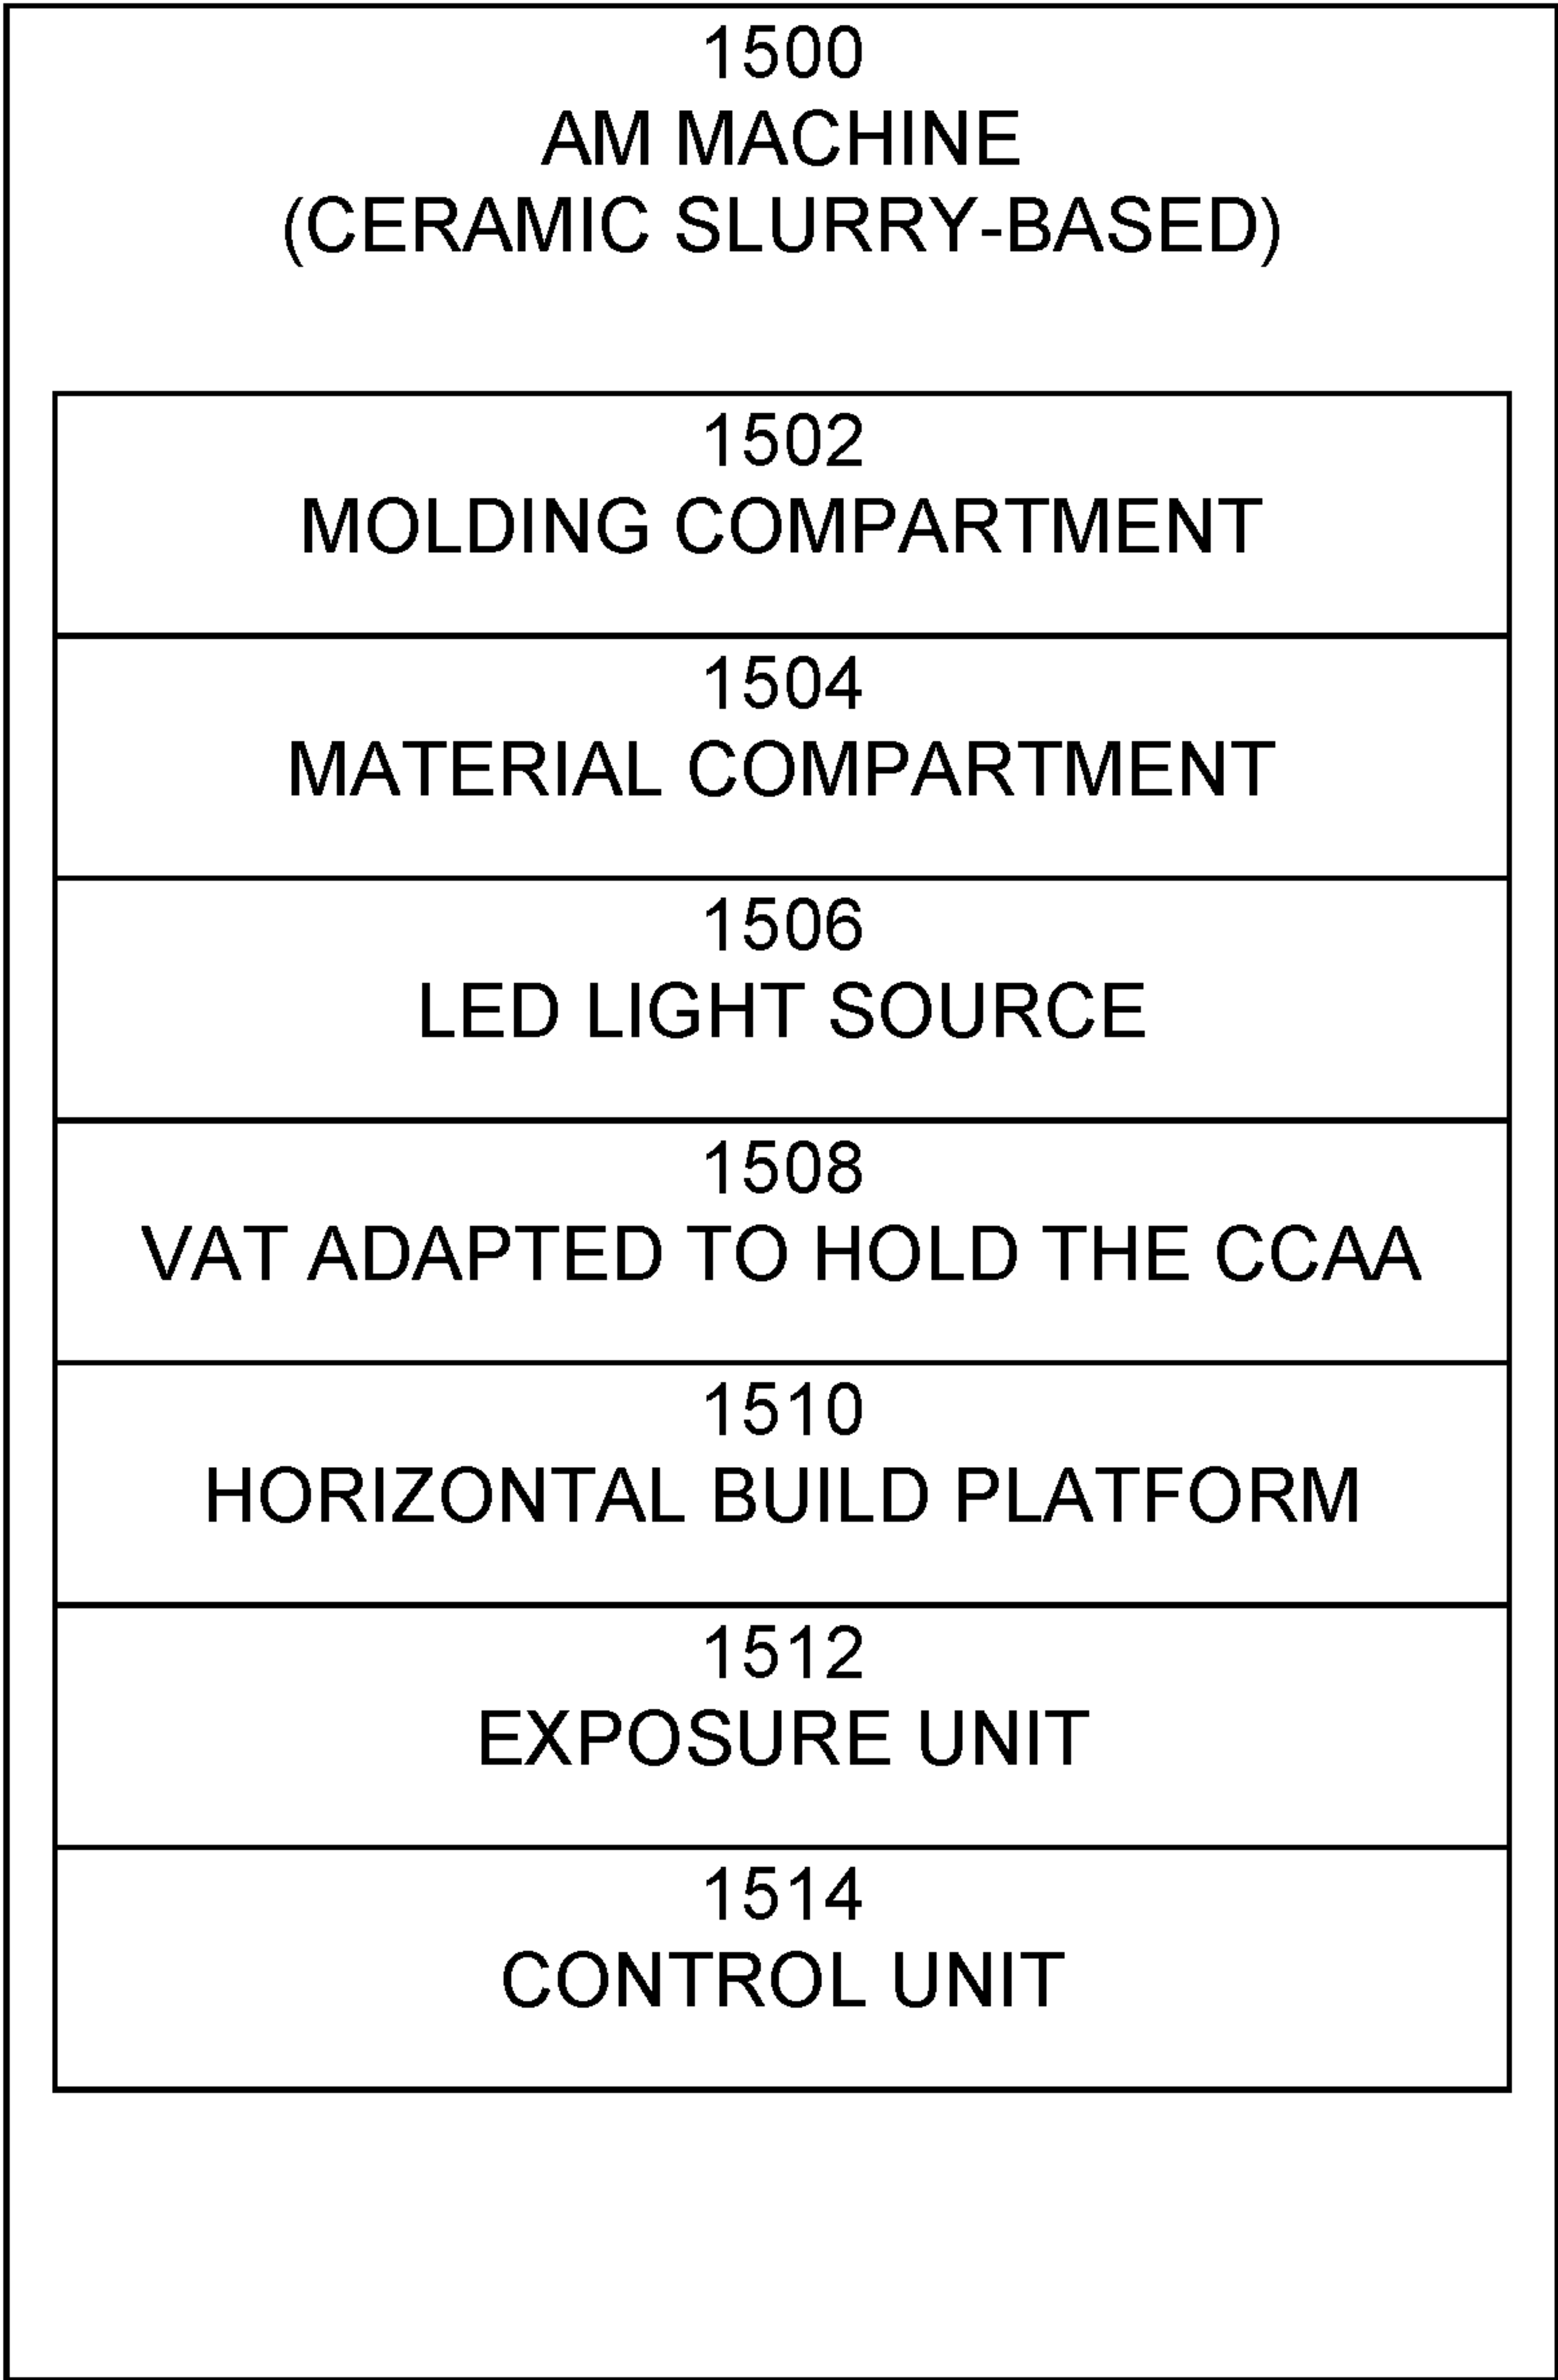 1500
AM MACHINE
(CERAMIC SLURRY-BASED)
1502
MOLDING COMPARTMENT
1504
MATERIAL COMPARTMENT
1506
LED LIGHT SOURCE
1508
VAT ADAPTED TO HOLD THE CCAA
1510
HORIZONTAL BUILD PLATFORM
1512
EXPOSURE UNIT
1514
CONTROL UNIT